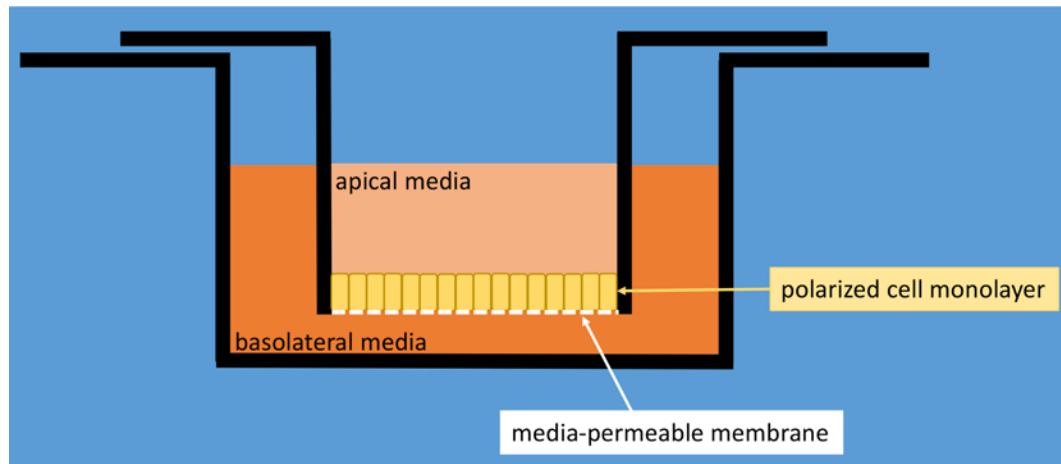 apical media
polarized cell monolayer
basolateral media
media-permeable membrane